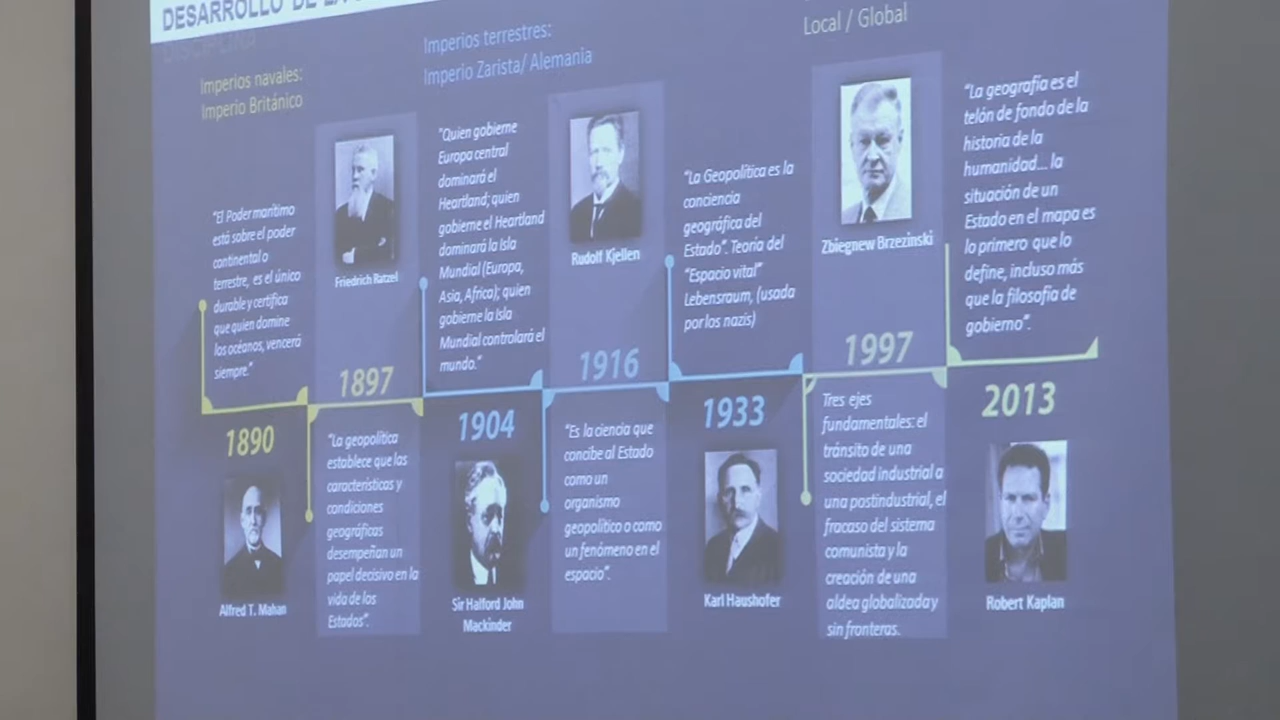 DESARROLLO DE LA
DISCIPLINA
Imperios navales:
Imperio Británico
Imperios terrestres:
Imperio Zarista/ Alemania
Local / Global
"El Poder marítimo
está sobre el poder
continental o
terrestre, es el único
durable y certifica
que quien domine
los océanos, vencerá
siempre."
1890
Alfred T. Mahan
Friedrich Ratzel
1897
"La geopolítica
establece que las
características y
condiciones
geográficas
desempeñan un
papel decisivo en la
vida de los
Estados".
"Quien gobierne
Europa central
dominará el
Heartland; quien
gobierne el Heartland
dominará la Isla
Mundial (Europa,
Asia, África); quien
gobierne la Isla
Mundial controlará el
mundo."
1904
Sir Halford John
Mackinder
Rudolf Kjellen
1916
"Es la ciencia que
concibe al Estado
como un
organismo
geopolítico o como
un fenómeno en el
espacio".
"La Geopolítica es la
conciencia
geográfica del
Estado". Teoría del
"Espacio vital"
Lebensraum, (usada
por los nazis)
1933
Karl Haushofer
Zbiegnew Brzezinski
1997
Tres ejes
fundamentales: el
tránsito de una
sociedad industrial a
una postindustrial, el
fracaso del sistema
comunista y la
creación de una
aldea globalizada y
sin fronteras.
"La geografía es el
telón de fondo de la
historia de la
humanidad... la
situación de un
Estado en el mapa es
lo primero que lo
define, incluso más
que la filosofía de
gobierno".
2013
Robert Kaplan